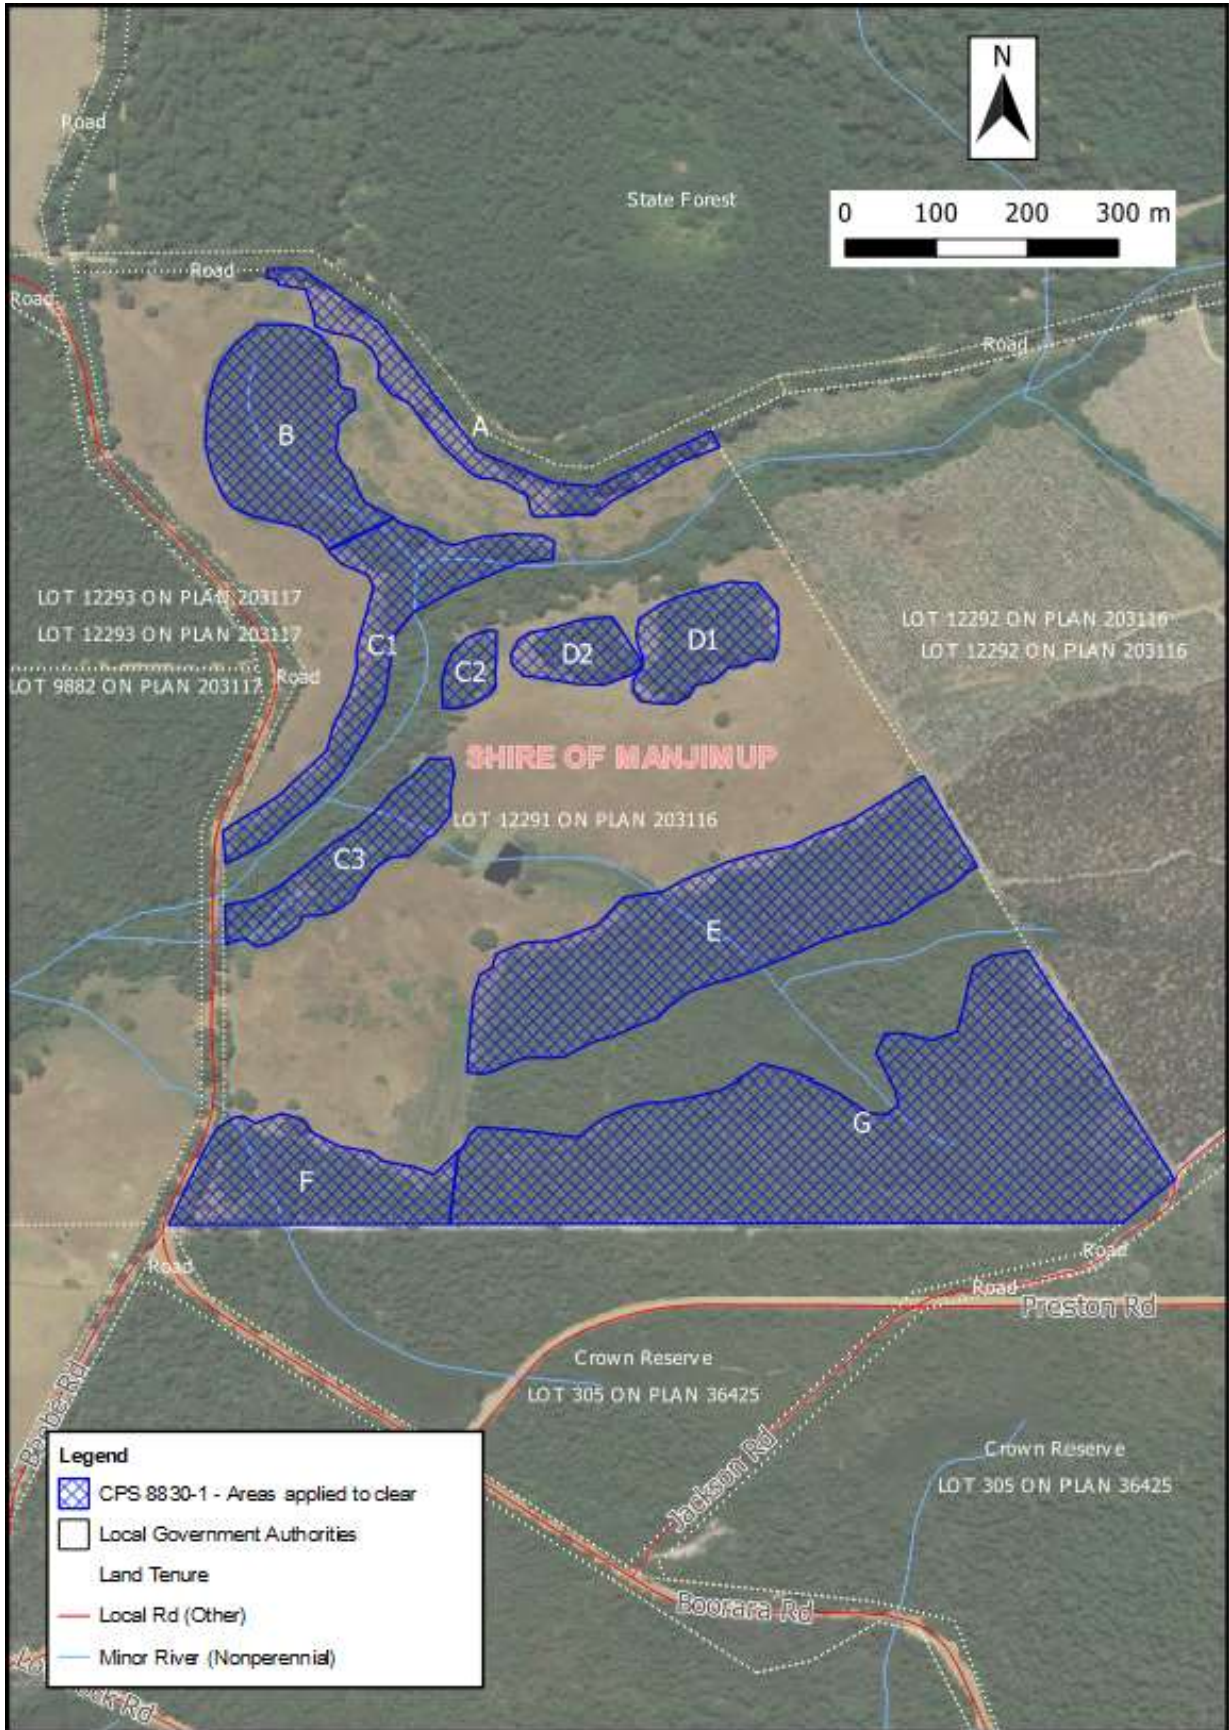 N
0 100 200 300 m
Road
State Forest
Road
Road
Road
A
B
LOT 12293 ON PLAN 203117
LOT 12293 ON PLAN 203117
LOT 9882 ON PLAN 203117
Road
C1
C2
D2
D1
LOT 12292 ON PLAN 203116
LOT 12292 ON PLAN 203116
SHIRE OF MANJIMUP
LOT 12291 ON PLAN 203116
C3
E
G
F
Road
Road
Road
Preston Rd
Crown Reserve
LOT 305 ON PLAN 36425
Jackson Rd
Crown Reserve
LOT 305 ON PLAN 36425
Boorara Rd
Rd
Legend
CPS 8830-1 - Areas applied to clear
Local Government Authorities
Land Tenure
Local Rd (Other)
Minor River (Nonperennial)
Rd